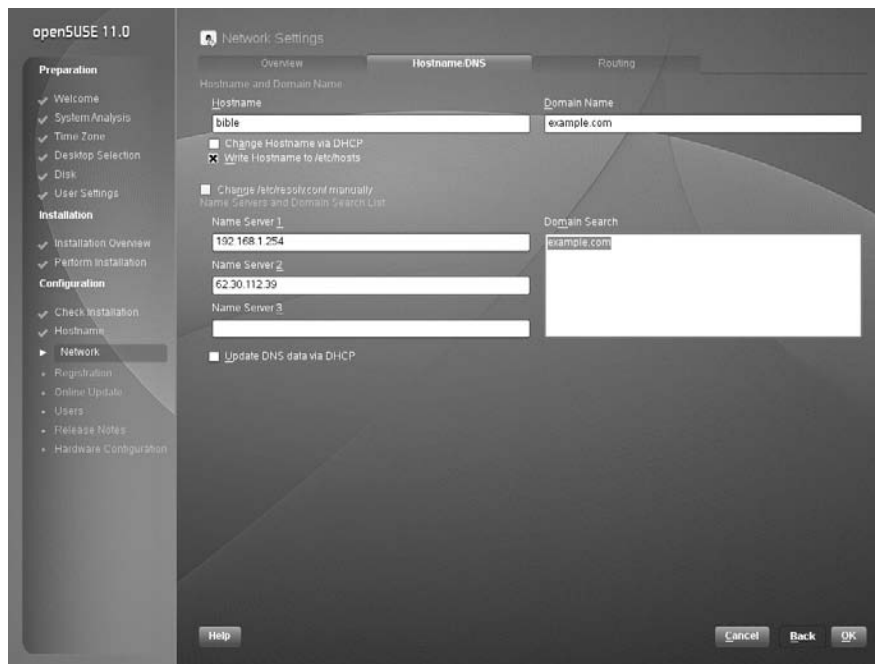 openSUSE 11.0
Preparation
Welcome
System Analysis
Time Zone
Desktop Selection
Disk
User Settings
Installation
Installation Overview
Perform Installation
Configuration
Check Installation
Hostname
Network
Registration
Online Update
Users
Release Notes
Hardware Configuration
Network Settings
Overview
Hostname/DNS
Routing
Hostname and Domain Name
Hostname
Domain Name
bible
example.com
Change Hostname via DHCP
Write Hostname to /etc/hosts
Change /etc/resolv.conf manually
Name Servers and Domain Search List
Name Server 1
Domain Search
192.168.1.254
example.com
Name Server 2
62.30.112.39
Name Server 3
Update DNS data via DHCP
Help
Cancel
Back
OK